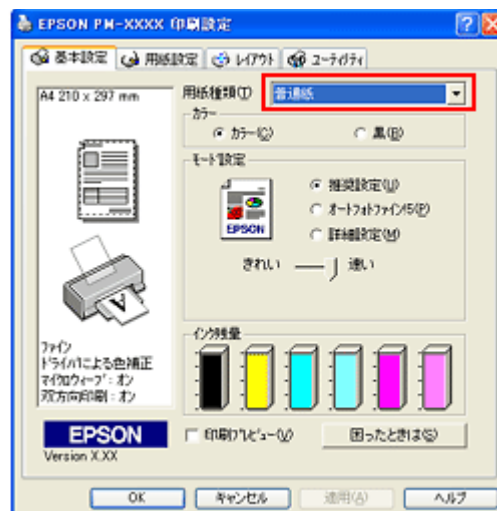 EPSON PM-XXXX 印刷設定
基本設定 用紙設定 レイアウト ユーティリティ
A4 210 x 297 mm
用紙種類(T) 普通紙
カラー
カラー(C) 黒(B)
モード設定
推奨設定(U)
オートフォトファイン!5(P)
詳細設定(M)
EPSON
きれい 速い
ファイン
ドライバによる色補正
マイクロウィーブ:オン
双方向印刷:オン
インク残量
EPSON
Version X.XX
印刷プレビュー(V) 困ったときは(S)
OK キャンセル 適用(A) ヘルプ